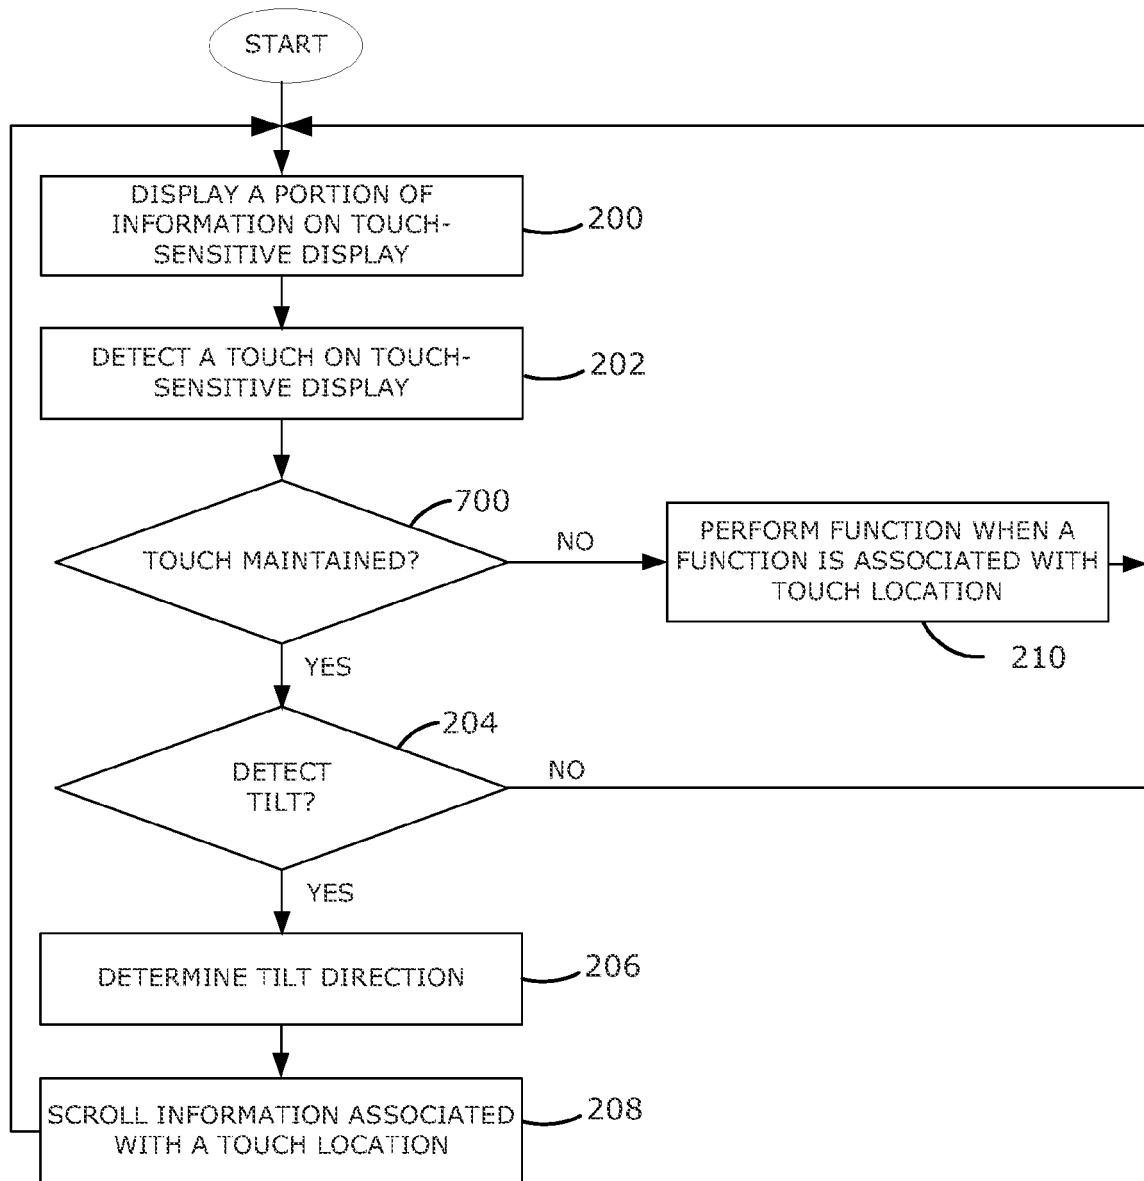 START
DISPLAY A PORTION OF
INFORMATION ON TOUCH-
SENSITIVE DISPLAY
200
DETECT A TOUCH ON TOUCH-
SENSITIVE DISPLAY
202
700
TOUCH MAINTAINED?
NO
PERFORM FUNCTION WHEN A
FUNCTION IS ASSOCIATED WITH
TOUCH LOCATION
210
YES
204
DETECT
TILT?
NO
YES
DETERMINE TILT DIRECTION
206
SCROLL INFORMATION ASSOCIATED
WITH A TOUCH LOCATION
208